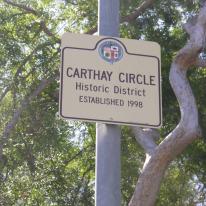 CARTHAY CIRCLE
Historic District
ESTABLISHED 1998